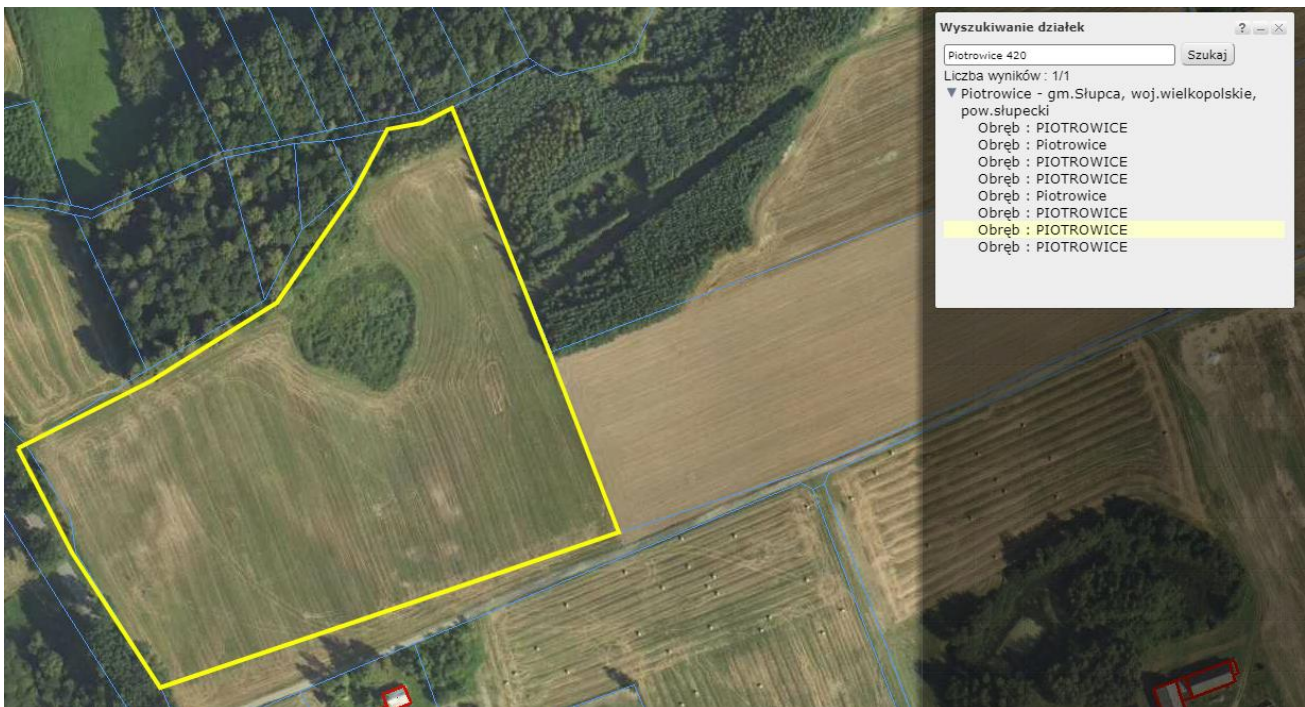 Wyszukiwanie działek
Piotrowice 420
Szukaj
Liczba wyników : 1/1
Piotrowice - gm.Słupca, woj.wielkopolskie,
pow.słupecki
Obręb : PIOTROWICE
Obręb : Piotrowice
Obręb : PIOTROWICE
Obręb : PIOTROWICE
Obręb : Piotrowice
Obręb : PIOTROWICE
Obręb : PIOTROWICE
Obręb : PIOTROWICE